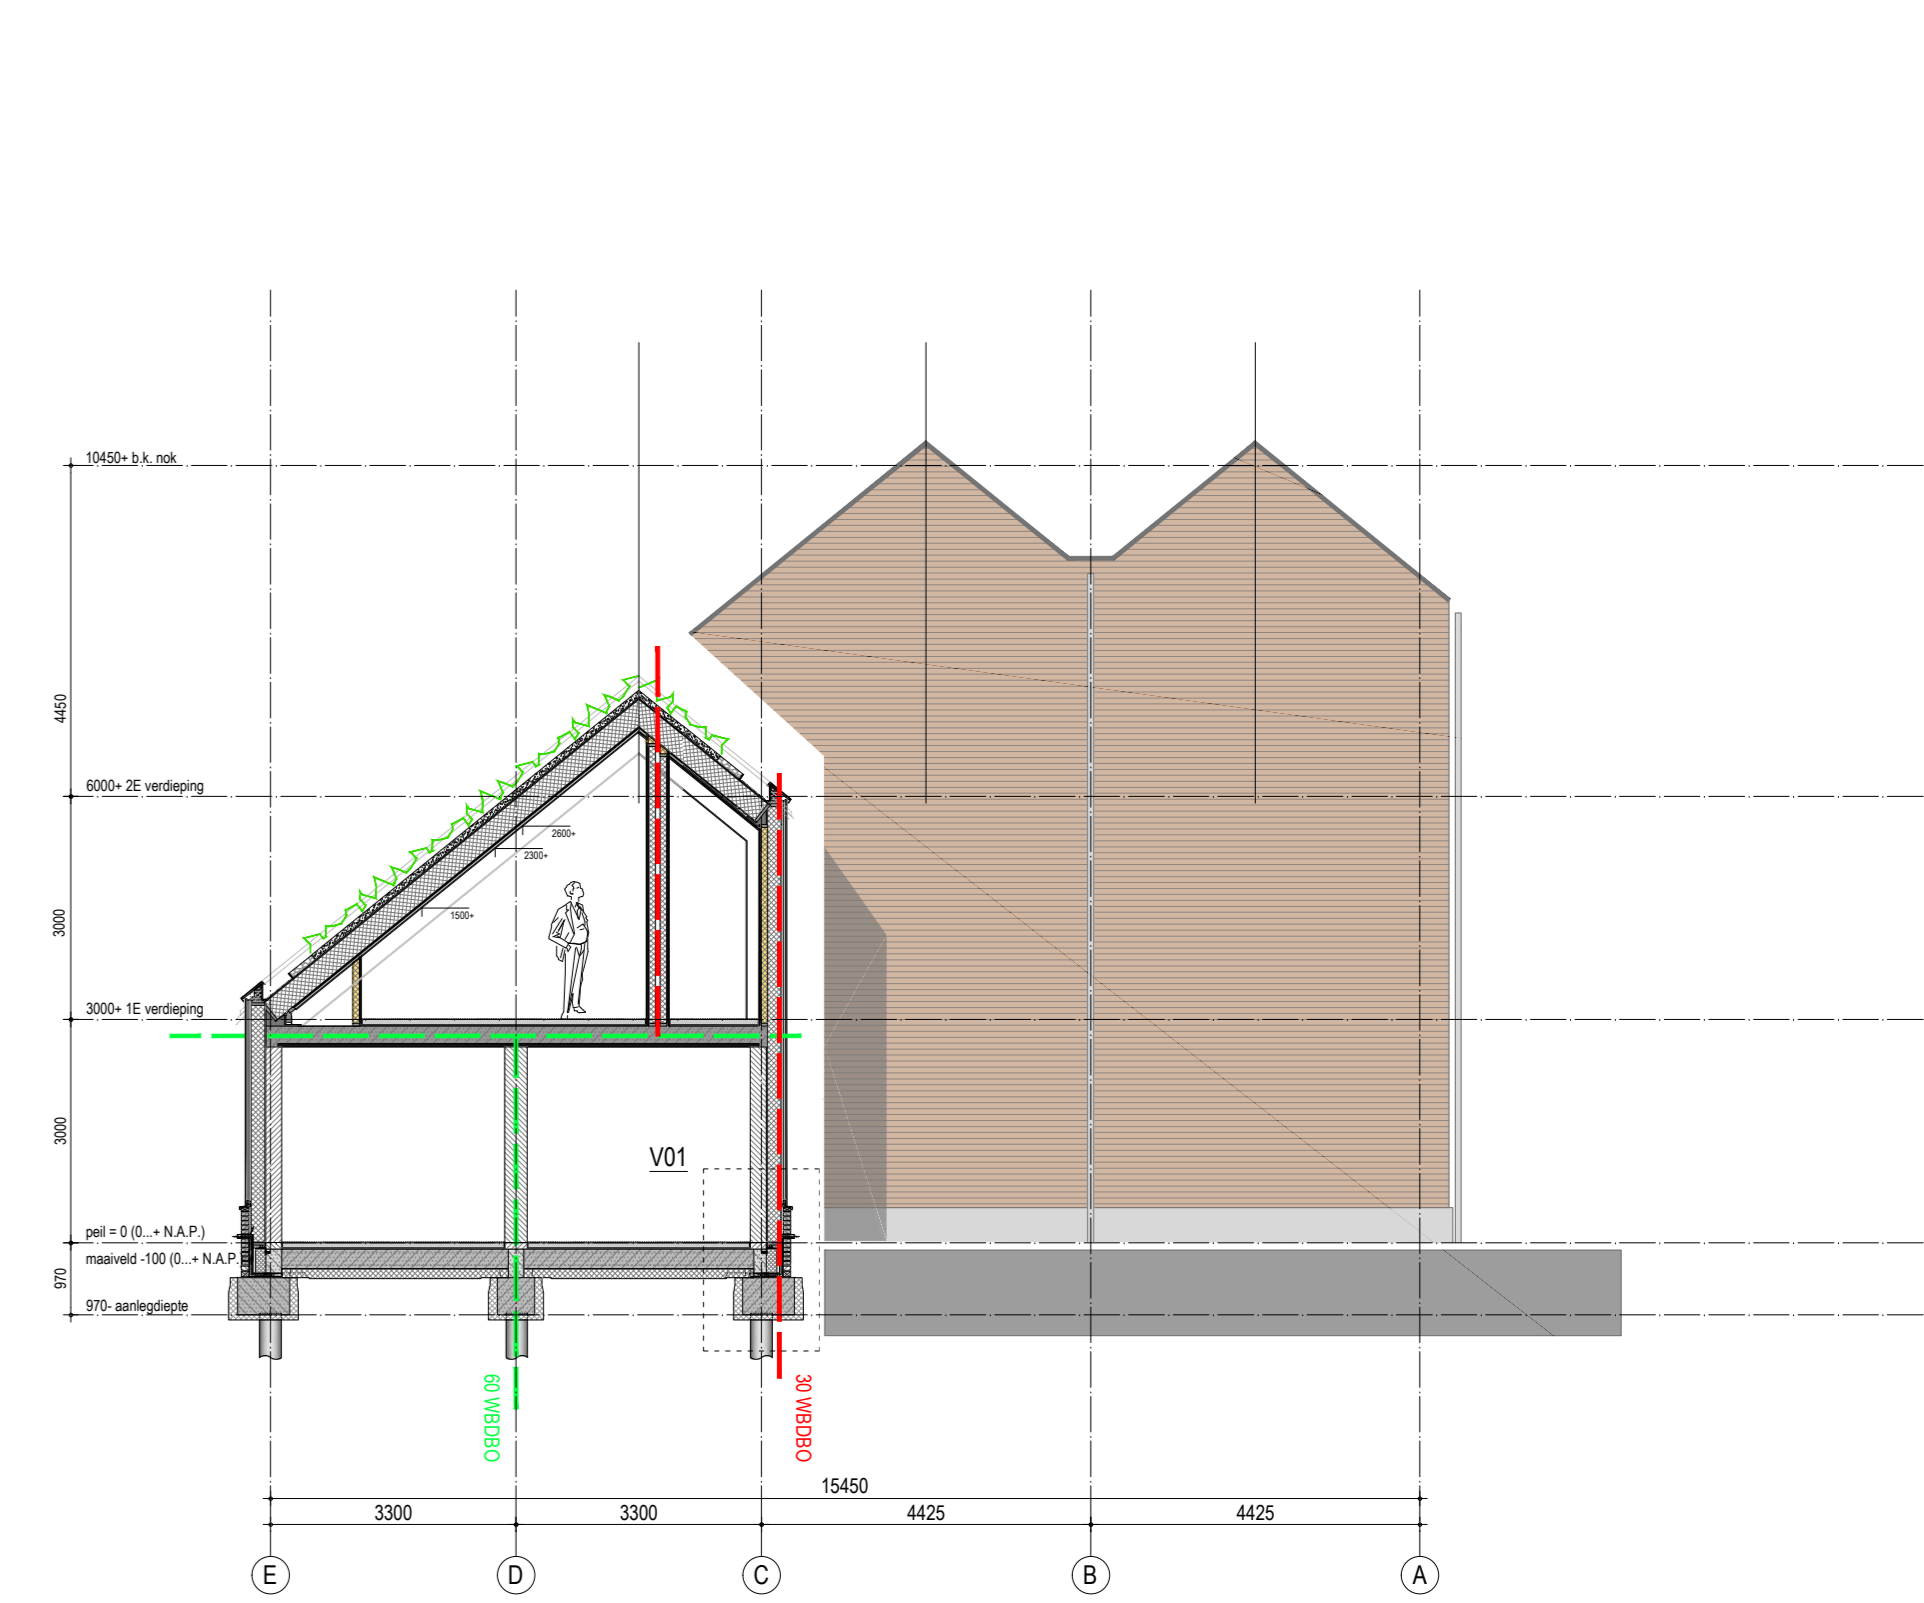 10450+ b.k. nok
4450
6000+ 2E verdieping
2600+
2300+
3000
1500+
3000+ 1E verdieping
3000
V01
peil = 0 (0...+ N.A.P.)
maaiveld -100 (0...+ N.A.P.
970
970- aanlegdiepte
60 WBDBO
30 WBDBO
15450
3300 3300 4425 4425
E D C B A